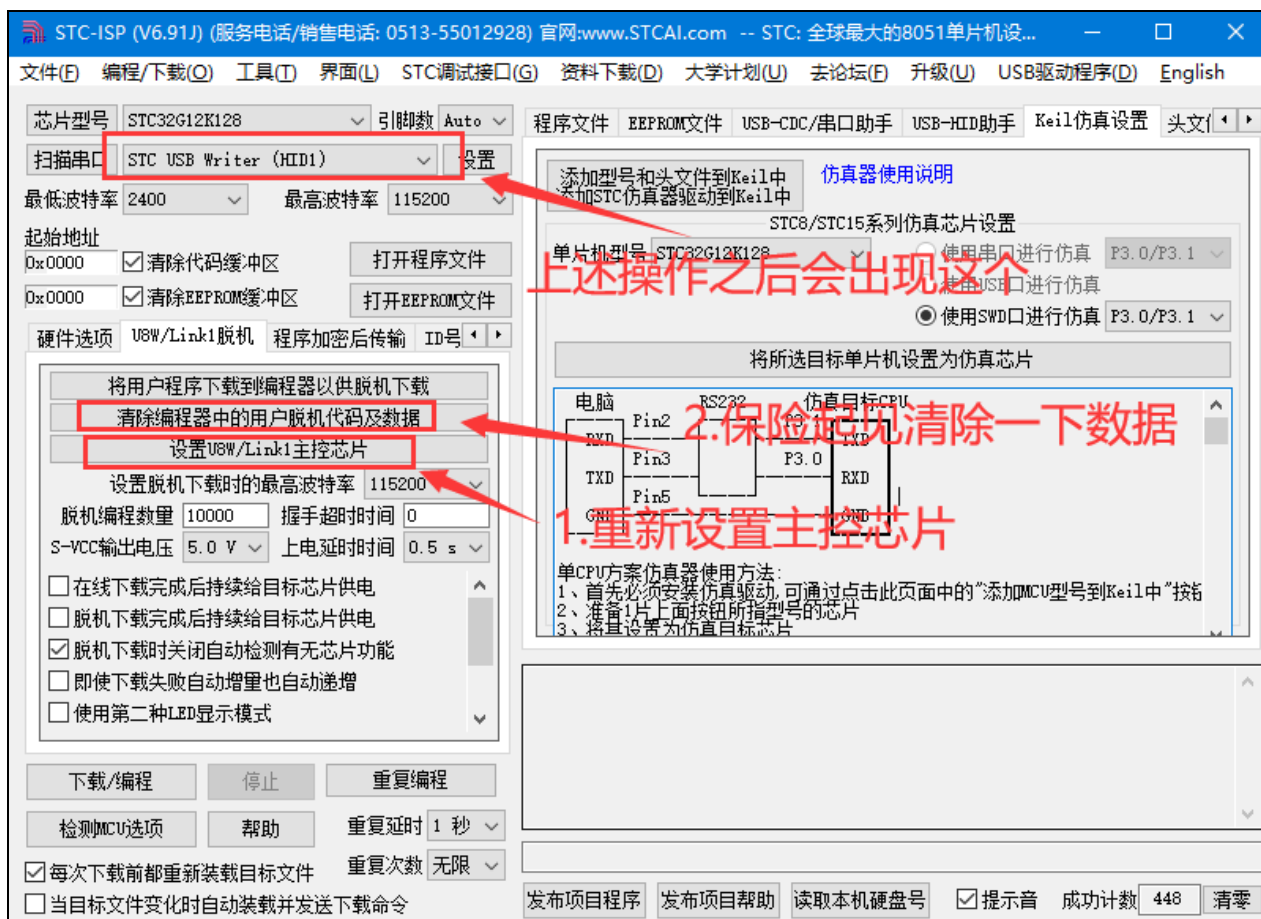 STC-ISP (V6.91J) (服务电话/销售电话: 0513-55012928) 官网:www.STCAI.com -- STC: 全球最大的8051单片机设...
文件(F) 编程/下载(O) 工具(T) 界面(L) STC调试接口(G) 资料下载(D) 大学计划(U) 去论坛(F) 升级(U) USB驱动程序(D) English
芯片型号 STC32G12K128 引脚数 Auto
扫描串口 STC USB Writer (HID1) 设置
最低波特率 2400 最高波特率 115200
起始地址
0x0000 清除代码缓冲区 打开程序文件
0x0000 清除EEPROM缓冲区 打开EEPROM文件
硬件选项 U8W/Link1脱机 程序加密后传输 ID号
将用户程序下载到编程器以供脱机下载
清除编程器中的用户脱机代码及数据
设置U8W/Link1主控芯片
设置脱机下载时的最高波特率 115200
脱机编程数量 10000 握手超时时间 0
S-VCC输出电压 5.0 V 上电延时时间 0.5 s
在线下载完成后持续给目标芯片供电
脱机下载完成后持续给目标芯片供电
脱机下载时关闭自动检测有无芯片功能
即使下载失败自动增量也自动递增
使用第二种LED显示模式
下载/编程 停止 重复编程
检测MCU选项 帮助 重复延时 1 秒
每次下载前都重新装载目标文件 重复次数 无限
当目标文件变化时自动装载并发送下载命令
程序文件 EEPROM文件 USB-CDC/串口助手 USB-HID助手 Keil仿真设置 头文
添加型号和头文件到Keil中
添加STC仿真器驱动到Keil中
仿真器使用说明
STC8/STC15系列仿真芯片设置
单片机型号 STC32G12K128 使用串口进行仿真 P3.0/P3.1
上述操作之后会出现这个
使用USB口进行仿真
使用SWD口进行仿真 P3.0/P3.1
将所选目标单片机设置为仿真芯片
电脑 RS232 仿真目标CPU
Pin2 P3.1
RXD TXD
2.保险起见清除一下数据
Pin3 P3.0
TXD RXD
Pin5
GND GND
1.重新设置主控芯片
单CPU方案仿真器使用方法:
1、首先必须安装仿真驱动,可通过点击此页面中的"添加MCU型号到Keil中"按钮
2、准备1片上面按钮所指型号的芯片
3、将其设置为仿真目标芯片
发布项目程序 发布项目帮助 读取本机硬盘号 提示音 成功计数 448 清零